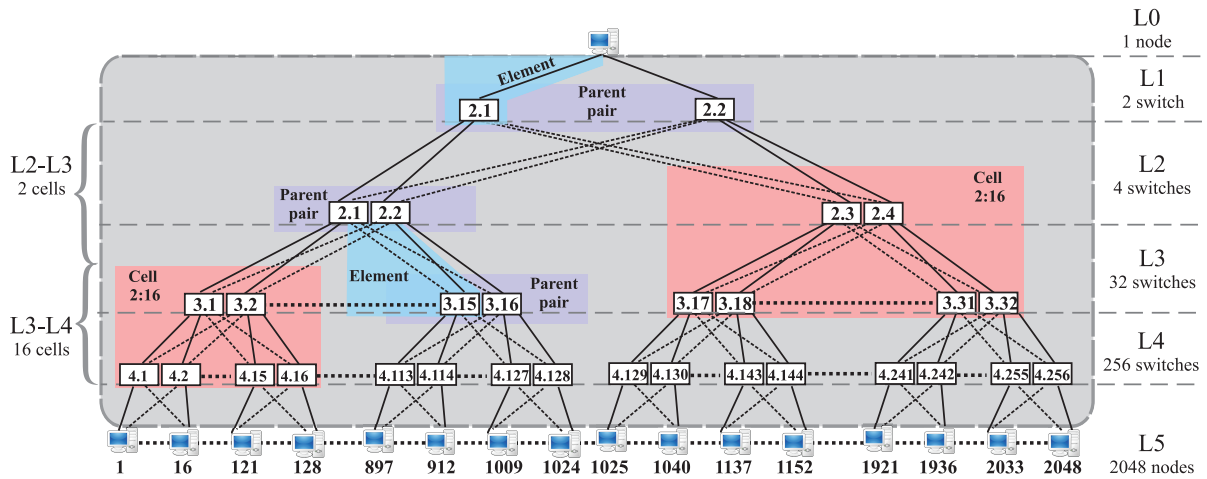 L0
1 node
Element
L1
2 switch
Parent
pair
2.1
2.2
L2-L3
2 cells
L2
4 switches
Cell
2:16
Parent
pair
2.1
2.2
2.3
2.4
L3
32 switches
Cell
2:16
Element
Parent
pair
3.1
3.2
3.15
3.16
3.17
3.18
3.31
3.32
L3-L4
16 cells
L4
256 switches
4.1
4.2
4.15
4.16
4.113
4.114
4.127
4.128
4.129
4.130
4.143
4.144
4.241
4.242
4.255
4.256
L5
2048 nodes
1
16
121
128
897
912
1009
1024
1025
1040
1137
1152
1921
1936
2033
2048